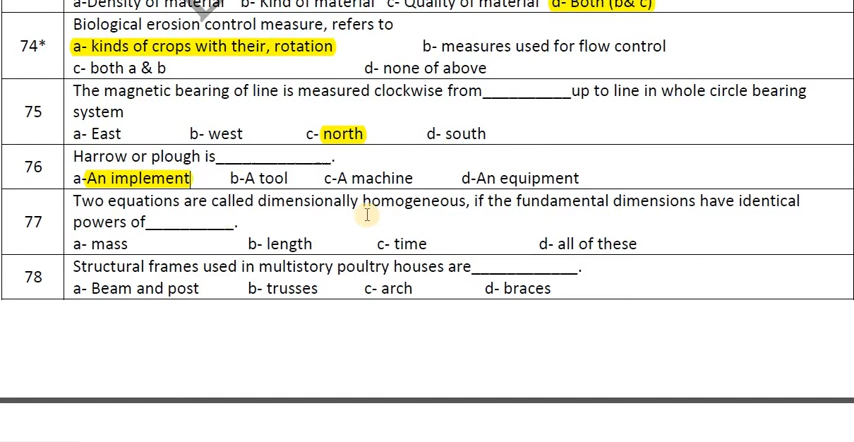 a-Density of material b- Kind of material c- Quality of material d- Both (b& c)
Biological erosion control measure, refers to
74* a- kinds of crops with their, rotation b- measures used for flow control
c- both a & b d- none of above
The magnetic bearing of line is measured clockwise from__________up to line in whole circle bearing
75 system
a- East b- west c- north d- south
76 Harrow or plough is_____________.
a-An implement b-A tool c-A machine d-An equipment
Two equations are called dimensionally homogeneous, if the fundamental dimensions have identical
77 powers of__________.
a- mass b- length c- time d- all of these
78 Structural frames used in multistory poultry houses are____________.
a- Beam and post b- trusses c- arch d- braces